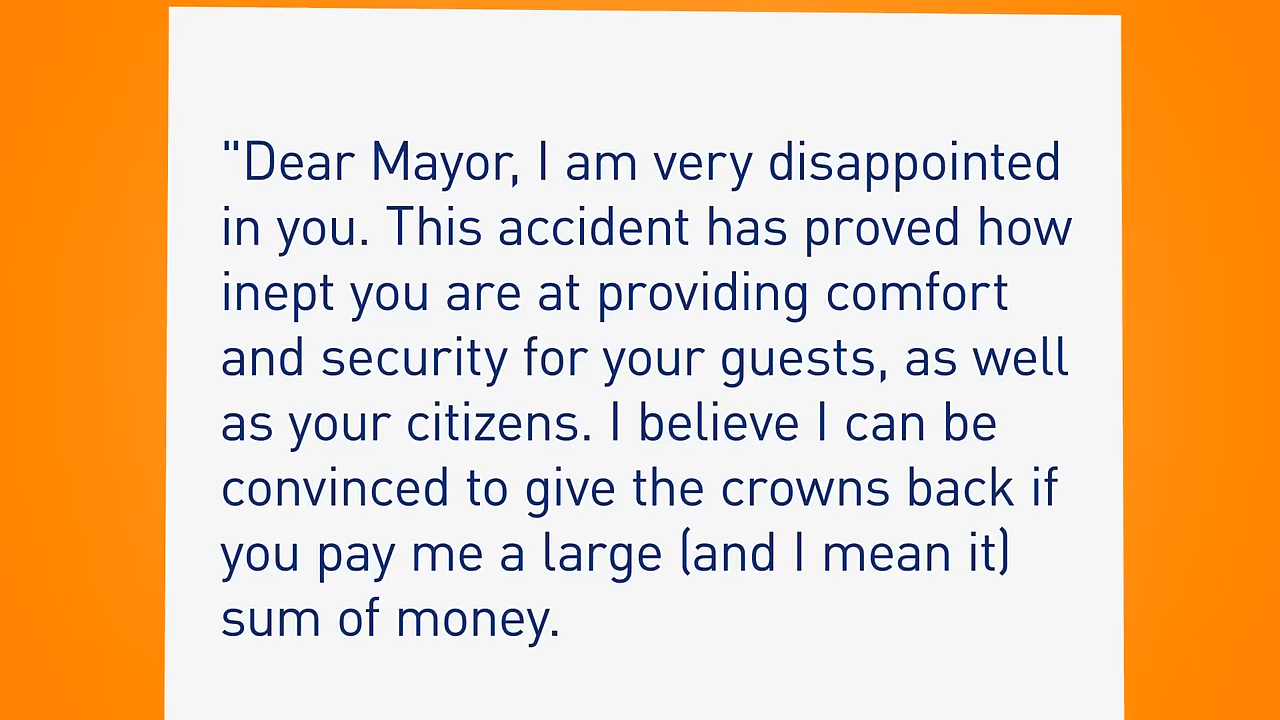 "Dear Mayor, I am very disappointed
in you. This accident has proved how
inept you are at providing comfort
and security for your guests, as well
as your citizens. I believe I can be
convinced to give the crowns back if
you pay me a large (and I mean it)
sum of money.